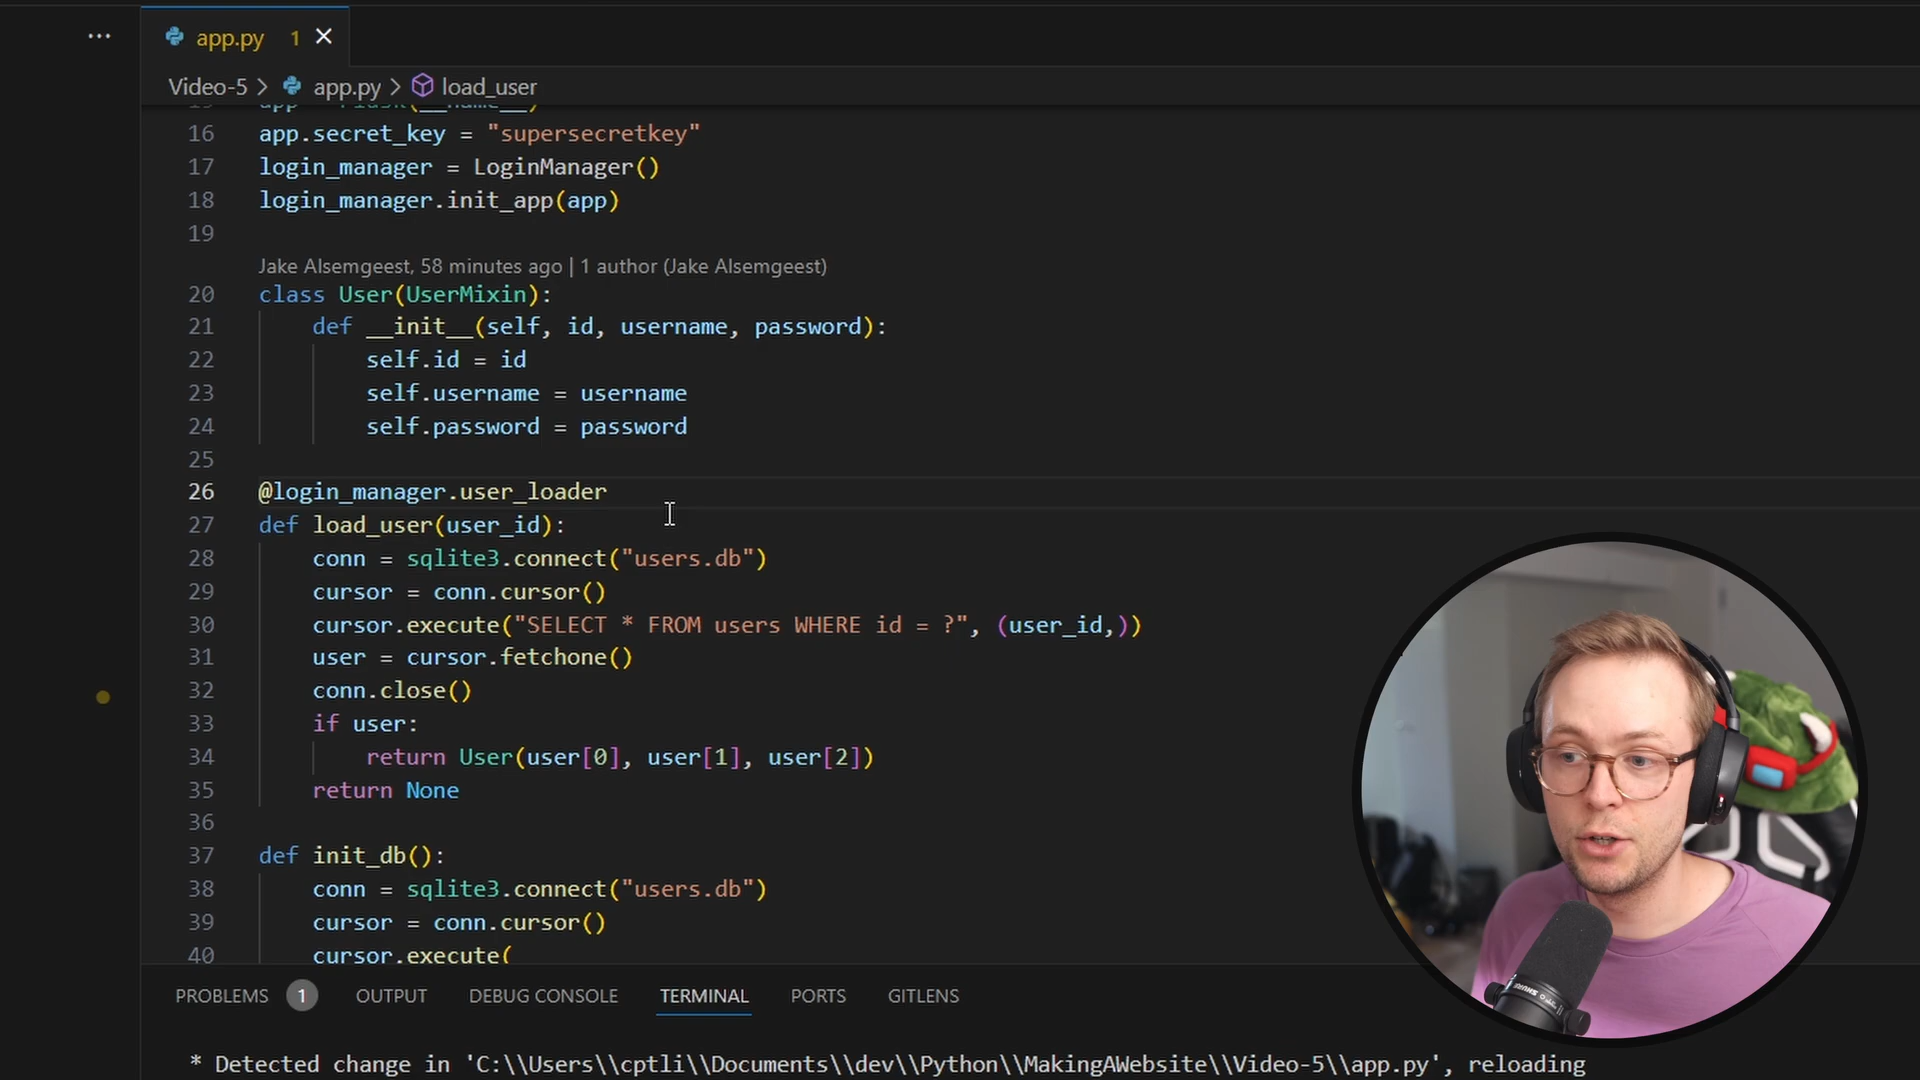 app.py 1
Video-5 > app.py > load_user
15 app = Flask(__name__)
16 app.secret_key = "supersecretkey"
17 login_manager = LoginManager()
18 login_manager.init_app(app)
19
Jake Alsemgeest, 58 minutes ago | 1 author (Jake Alsemgeest)
20 class User(UserMixin):
21 def __init__(self, id, username, password):
22 self.id = id
23 self.username = username
24 self.password = password
25
26 @login_manager.user_loader
27 def load_user(user_id):
28 conn = sqlite3.connect("users.db")
29 cursor = conn.cursor()
30 cursor.execute("SELECT * FROM users WHERE id = ?", (user_id,))
31 user = cursor.fetchone()
32 conn.close()
33 if user:
34 return User(user[0], user[1], user[2])
35 return None
36
37 def init_db():
38 conn = sqlite3.connect("users.db")
39 cursor = conn.cursor()
40 cursor.execute(
PROBLEMS 1 OUTPUT DEBUG CONSOLE TERMINAL PORTS GITLENS
* Detected change in 'C:\\Users\\cptli\\Documents\\dev\\Python\\MakingAWebsite\\Video-5\\app.py', reloading
SHURE